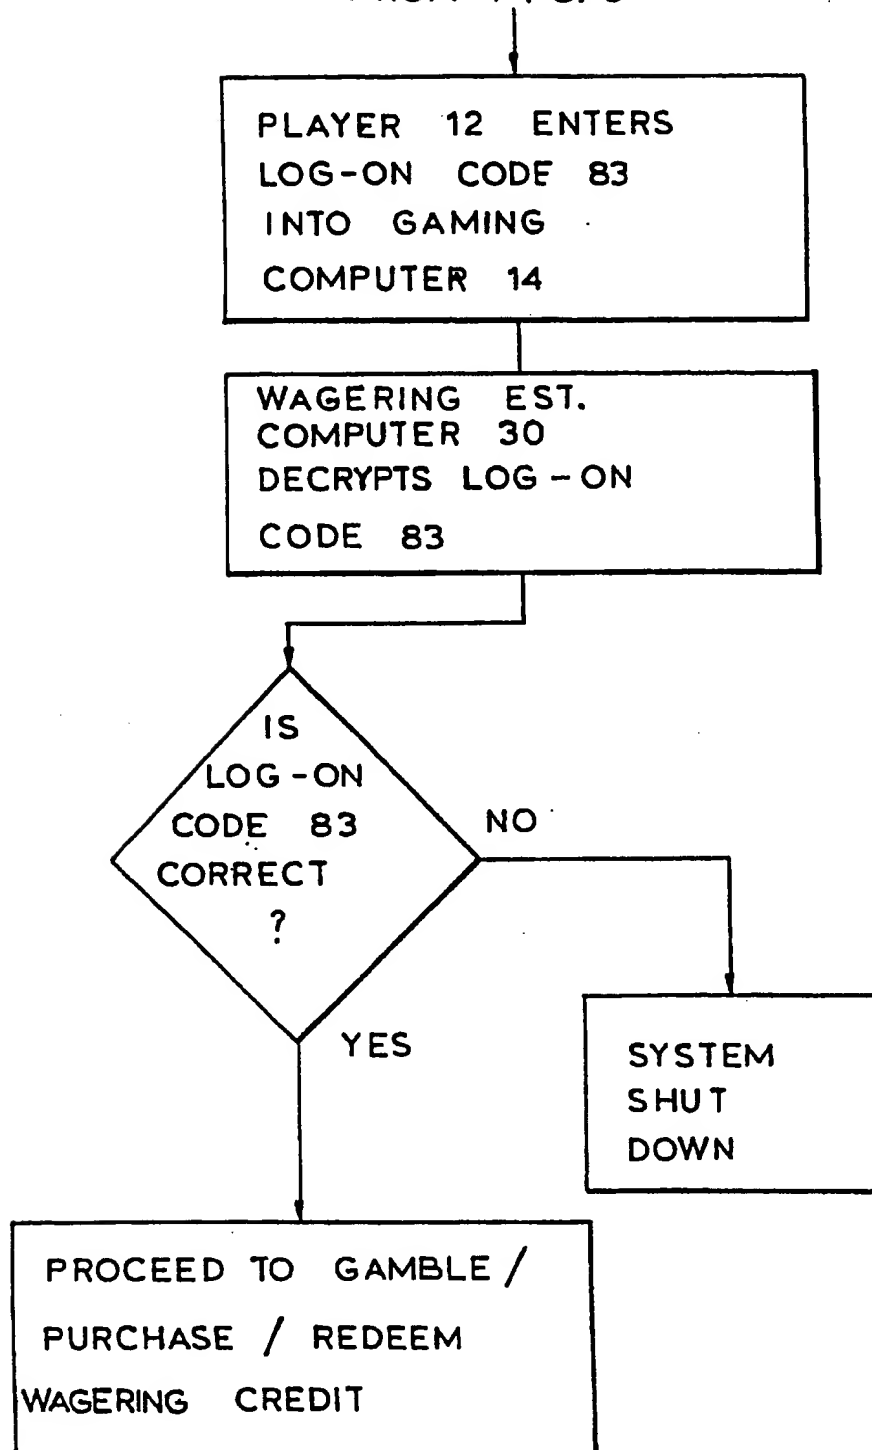 PLAYER 12 ENTERS
LOG-ON CODE 83
INTO GAMING
COMPUTER 14
WAGERING EST.
COMPUTER 30
DECRYPTS LOG-ON
CODE 83
IS
LOG-ON
CODE 83
CORRECT
?
NO
YES
SYSTEM
SHUT
DOWN
PROCEED TO GAMBLE /
PURCHASE / REDEEM
WAGERING CREDIT